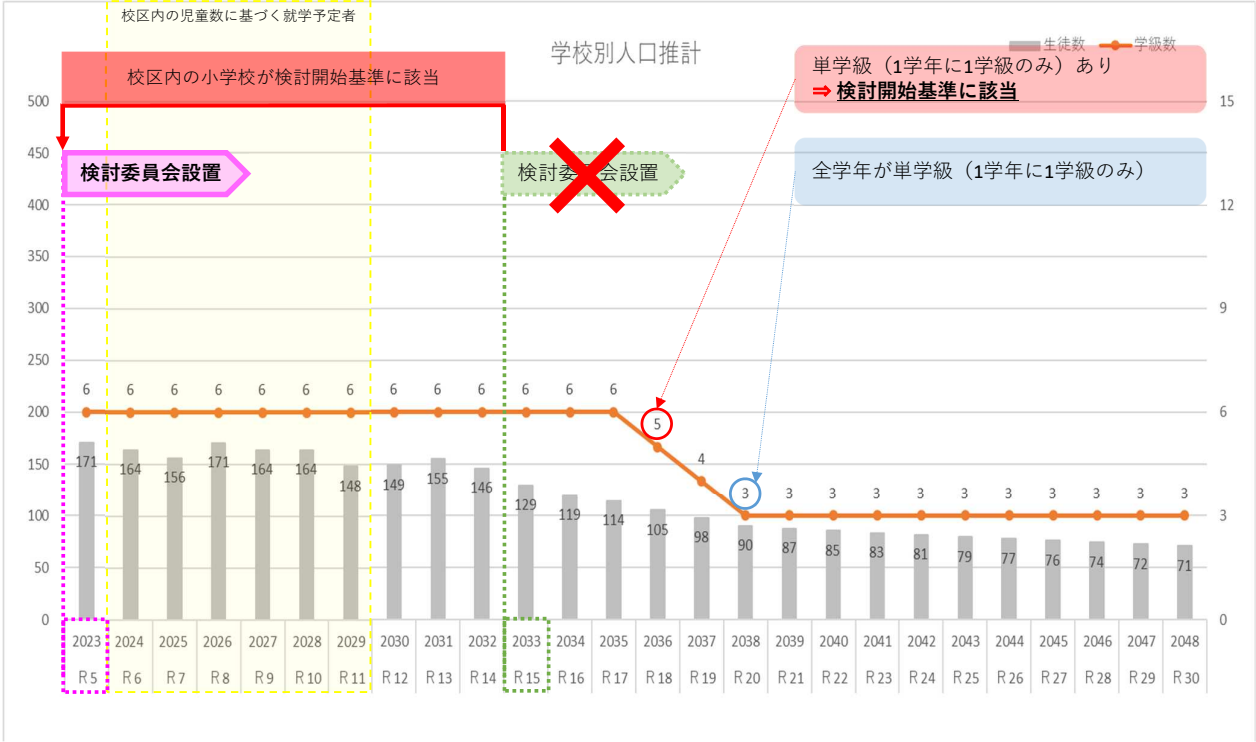 校区内の児童数に基づく就学予定者
校区内の小学校が検討開始基準に該当
学校別人口推計
生徒数 学級数
単学級（1学年に1学級のみ）あり
⇒ 検討開始基準に該当
検討委員会設置
検討委 会設置
全学年が単学級（1学年に1学級のみ）
500
450
400
350
300
250
200
150
100
50
0
15
12
9
6
3
0
6 6 6 6 6 6 6 6 6 6 6 6 6 5 4 3 3 3 3 3 3 3 3 3 3 3
171 164 156 171 164 164 148 149 155 146 129 119 114 105 98 90 87 85 83 81 79 77 76 74 72 71
2023 2024 2025 2026 2027 2028 2029 2030 2031 2032 2033 2034 2035 2036 2037 2038 2039 2040 2041 2042 2043 2044 2045 2046 2047 2048
R5 R6 R7 R8 R9 R10 R11 R12 R13 R14 R15 R16 R17 R18 R19 R20 R21 R22 R23 R24 R25 R26 R27 R28 R29 R30